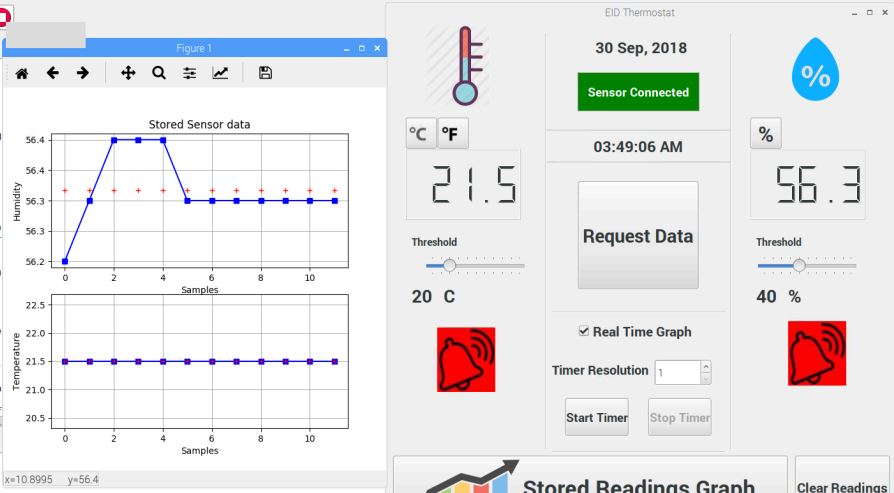 Figure 1
Stored Sensor data
56.4
56.4
56.3
56.3
56.2
Humidity
0 2 4 6 8 10
Samples
22.5
22.0
21.5
21.0
20.5
Temperature
0 2 4 6 8 10
Samples
x=10.8995 y=56.4
EID Thermostat
°C °F
21.5
Threshold
20 C
30 Sep, 2018
Sensor Connected
03:49:06 AM
Request Data
Real Time Graph
Timer Resolution 1
Start Timer Stop Timer
%
%
56.3
Threshold
40 %
Stored Readings Graph
Clear Readings